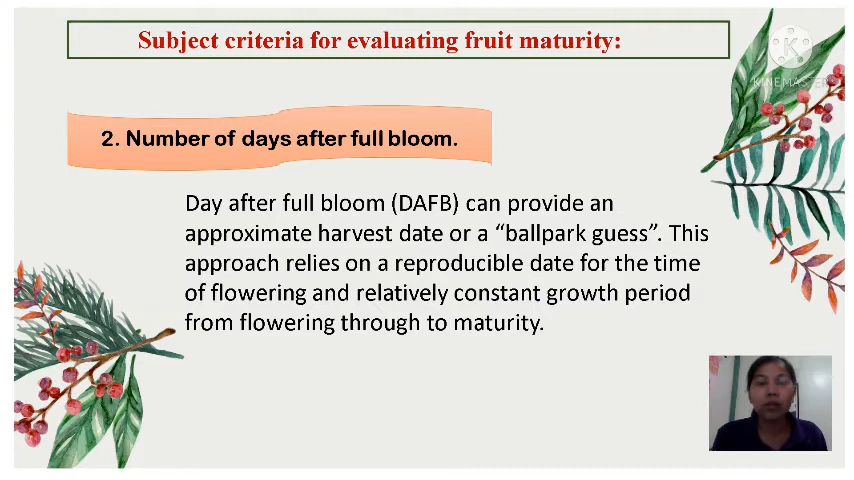 Subject criteria for evaluating fruit maturity:
K
KINEMASTER
2. Number of days after full bloom.
Day after full bloom (DAFB) can provide an
approximate harvest date or a “ballpark guess”. This
approach relies on a reproducible date for the time
of flowering and relatively constant growth period
from flowering through to maturity.